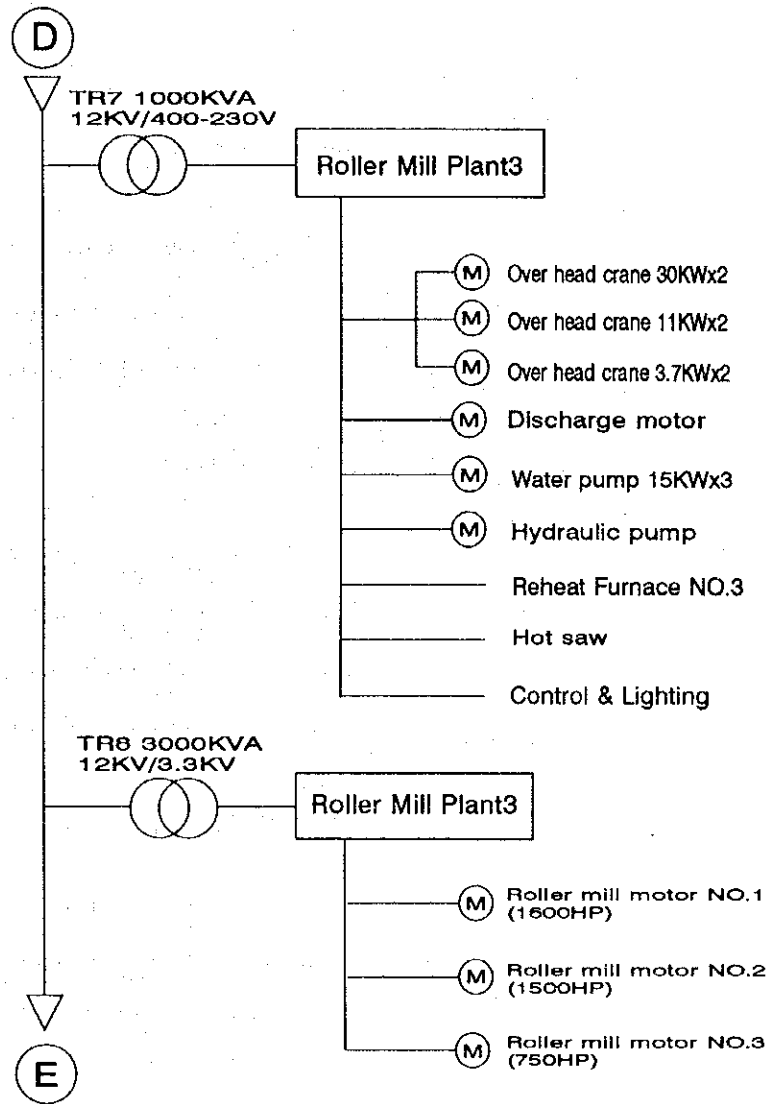 D
TR7 1000KVA
12KV/400-230V
Roller Mill Plant3
M Over head crane 30KWx2
M Over head crane 11KWx2
M Over head crane 3.7KWx2
M Discharge motor
M Water pump 15KWx3
M Hydraulic pump
Reheat Furnace NO.3
Hot saw
Control & Lighting
TR8 3000KVA
12KV/3.3KV
Roller Mill Plant3
M Roller mill motor NO.1
(1600HP)
M Roller mill motor NO.2
(1500HP)
M Roller mill motor NO.3
(750HP)
E